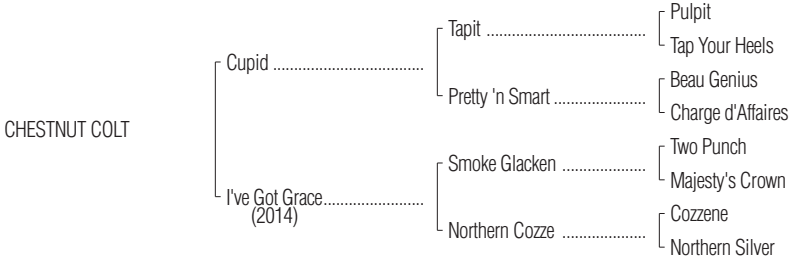 Pulpit
Tapit ....................................
Tap Your Heels
Cupid ...................................
Beau Genius
Pretty 'n Smart ......................
Charge d'Affaires
CHESTNUT COLT
Two Punch
Smoke Glacken ....................
Majesty's Crown
I've Got Grace.......................
(2014)
Cozzene
Northern Cozze ....................
Northern Silver